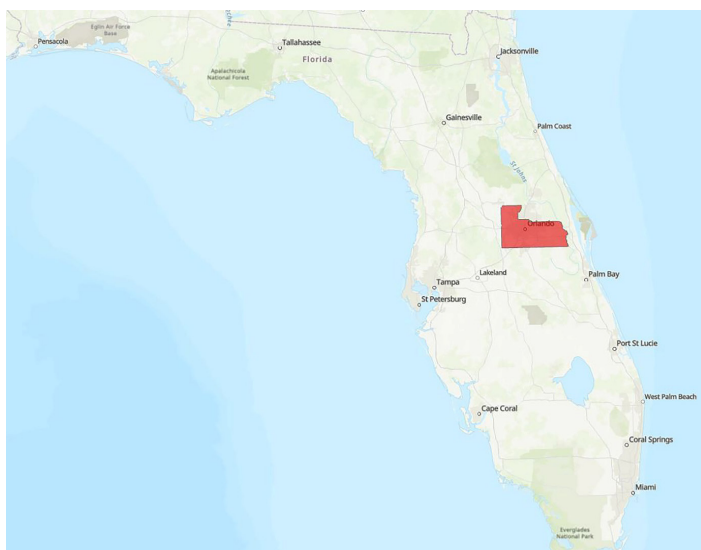 Eglin Air Force
Base
Pensacola
Tallahassee
Florida
Jacksonville
Apalachicola
National Forest
Gainesville
Palm Coast
St Johns
Orlando
Lakeland
Palm Bay
Tampa
St Petersburg
Port St Lucie
West Palm Beach
Cape Coral
Coral Springs
Miami
Everglades
National Park